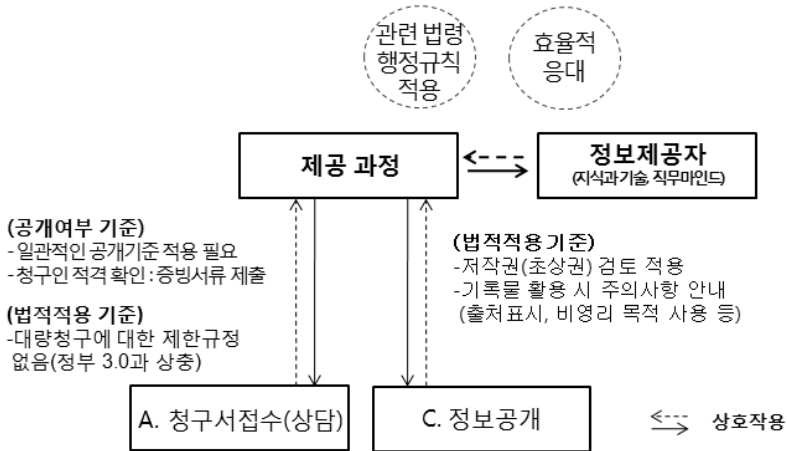 관련 법령
행정규칙
적용
효율적
응대
제공 과정
정보제공자
(지식과 기술, 직무마인드)
(공개여부 기준)
-일관적인 공개기준 적용 필요
-청구인 적격 확인 : 증빙서류 제출
(법적적용 기준)
-대량청구에 대한 제한규정
없음(정부 3.0과 상충)
(법적적용 기준)
-저작권(초상권) 검토 적용
-기록물 활용 시 주의사항 안내
(출처표시, 비영리 목적 사용 등)
A. 청구서접수(상담)
C. 정보공개
상호작용